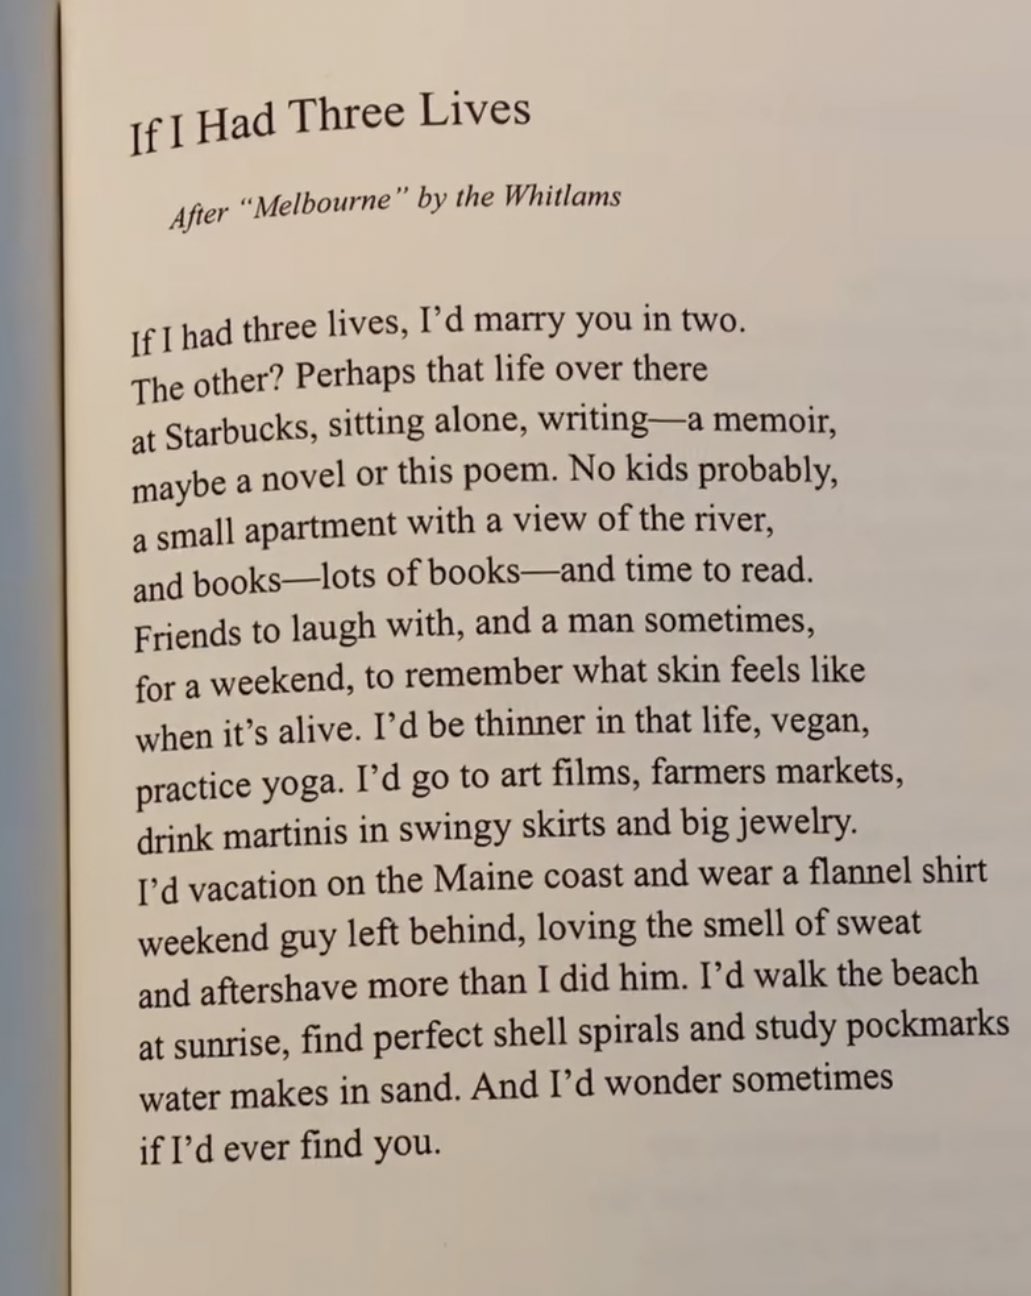 If I Had Three Lives
After “Melbourne” by the Whitlams
If I had three lives, I’d marry you in two.
The other? Perhaps that life over there
at Starbucks, sitting alone, writing—a memoir,
maybe a novel or this poem. No kids probably,
a small apartment with a view of the river,
and books—lots of books—and time to read.
Friends to laugh with, and a man sometimes,
for a weekend, to remember what skin feels like
when it’s alive. I’d be thinner in that life, vegan,
practice yoga. I’d go to art films, farmers markets,
drink martinis in swingy skirts and big jewelry.
I’d vacation on the Maine coast and wear a flannel shirt
weekend guy left behind, loving the smell of sweat
and aftershave more than I did him. I’d walk the beach
at sunrise, find perfect shell spirals and study pockmarks
water makes in sand. And I’d wonder sometimes
if I’d ever find you.